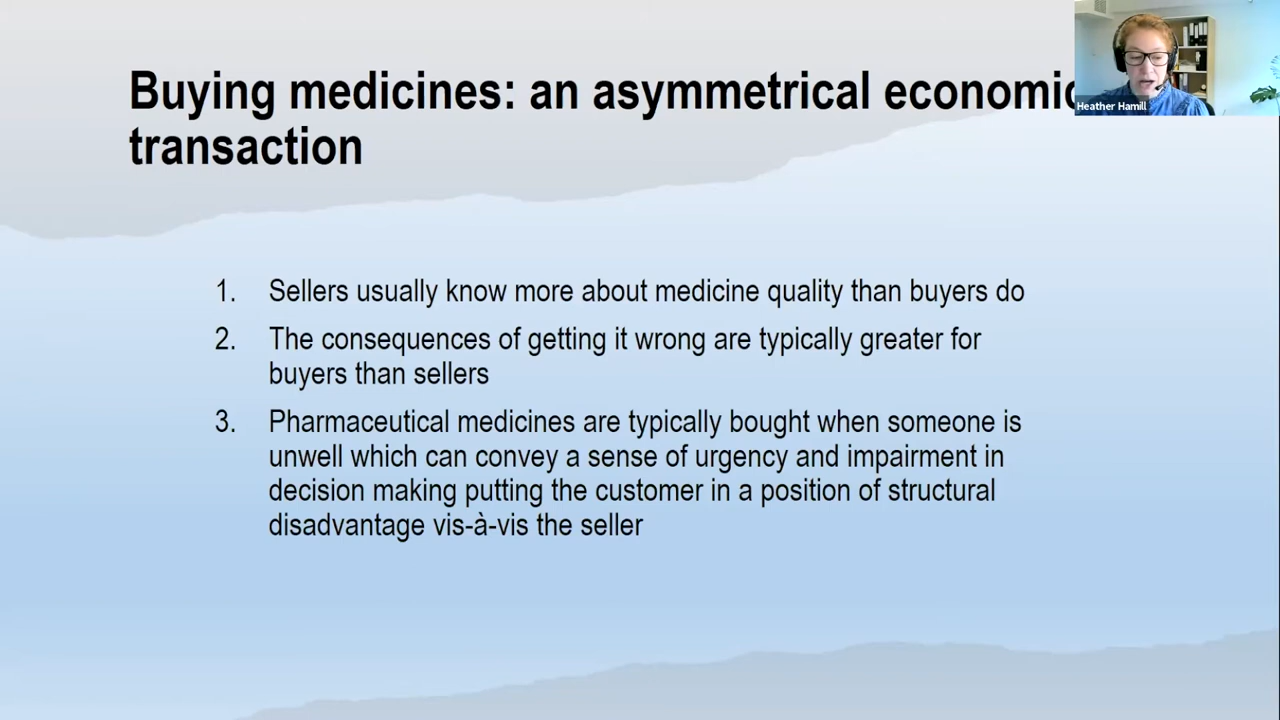 Buying medicines: an asymmetrical economic
transaction
Heather Hamill
1. Sellers usually know more about medicine quality than buyers do
2. The consequences of getting it wrong are typically greater for
buyers than sellers
3. Pharmaceutical medicines are typically bought when someone is
unwell which can convey a sense of urgency and impairment in
decision making putting the customer in a position of structural
disadvantage vis-à-vis the seller